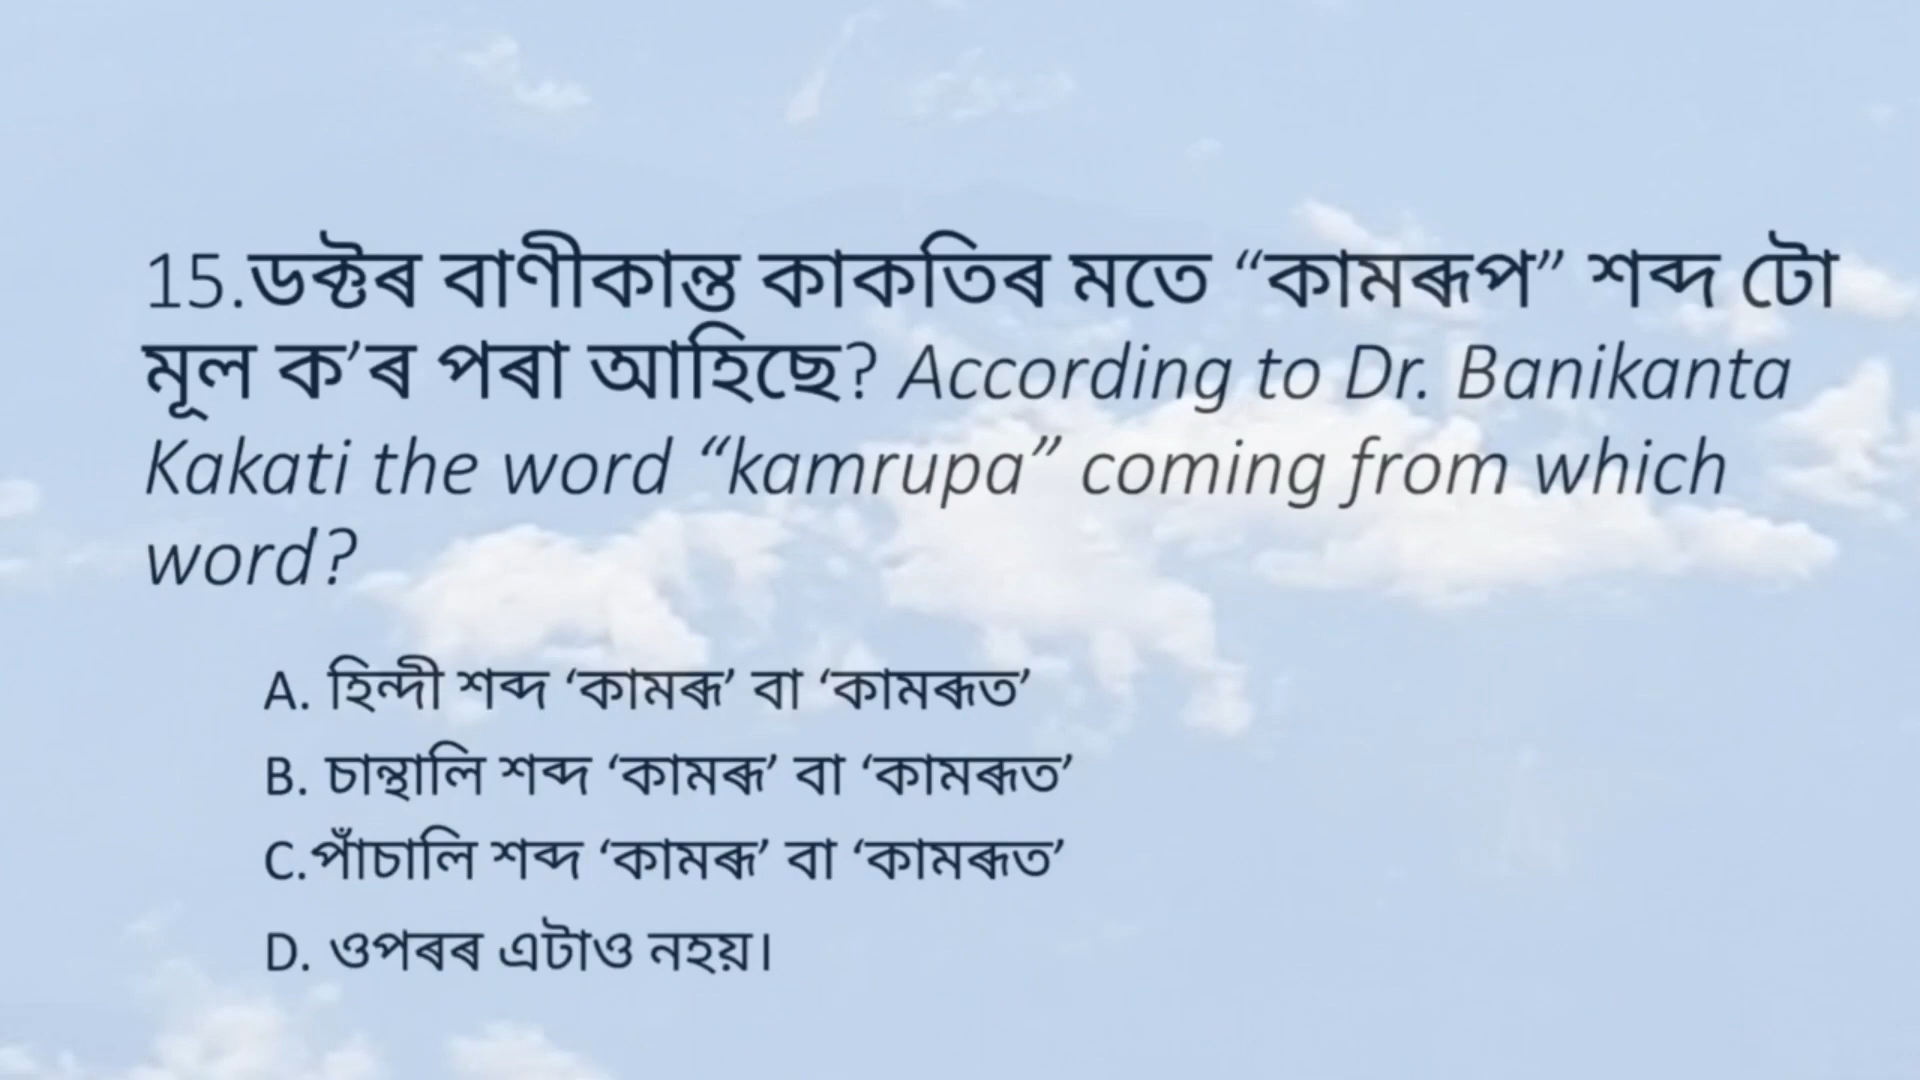 15.ডক্টৰ বাণীকান্ত কাকতিৰ মতে “কামৰূপ” শব্দ টো
মূল ক’ৰ পৰা আহিছে? According to Dr. Banikanta
Kakati the word “kamrupa” coming from which
word?
A. হিন্দী শব্দ ‘কামৰূ’ বা ‘কামৰূত’
B. চান্থালি শব্দ ‘কামৰূ’ বা ‘কামৰূত’
C.পাঁচালি শব্দ ‘কামৰূ’ বা ‘কামৰূত’
D. ওপৰৰ এটাও নহয়।